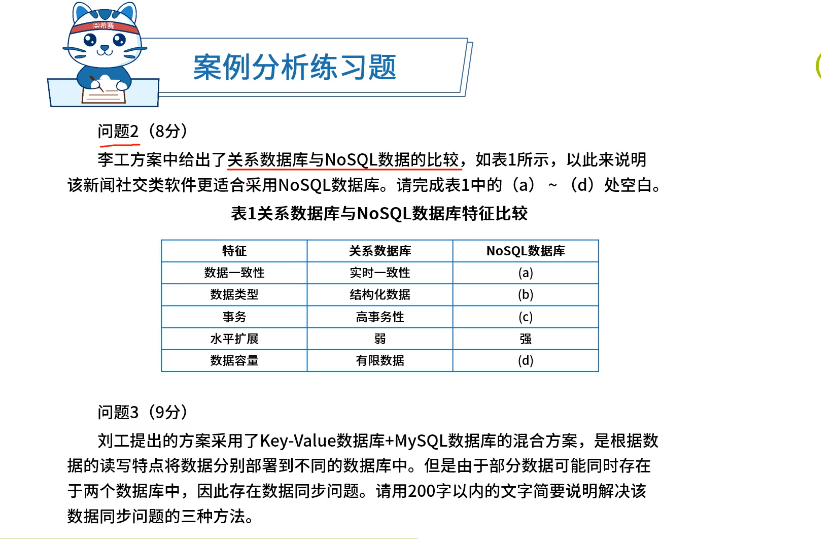 案例分析练习题
问题2（8分）
李工方案中给出了关系数据库与NoSQL数据的比较，如表1所示，以此来说明
该新闻社交类软件更适合采用NoSQL数据库。请完成表1中的（a）~（d）处空白。
表1关系数据库与NoSQL数据库特征比较
特征 关系数据库 NoSQL数据库
数据一致性 实时一致性 (a)
数据类型 结构化数据 (b)
事务 高事务性 (c)
水平扩展 弱 强
数据容量 有限数据 (d)
问题3（9分）
刘工提出的方案采用了Key-Value数据库+MySQL数据库的混合方案，是根据数
据的读写特点将数据分别部署到不同的数据库中。但是由于部分数据可能同时存在
于两个数据库中，因此存在数据同步问题。请用200字以内的文字简要说明解决该
数据同步问题的三种方法。